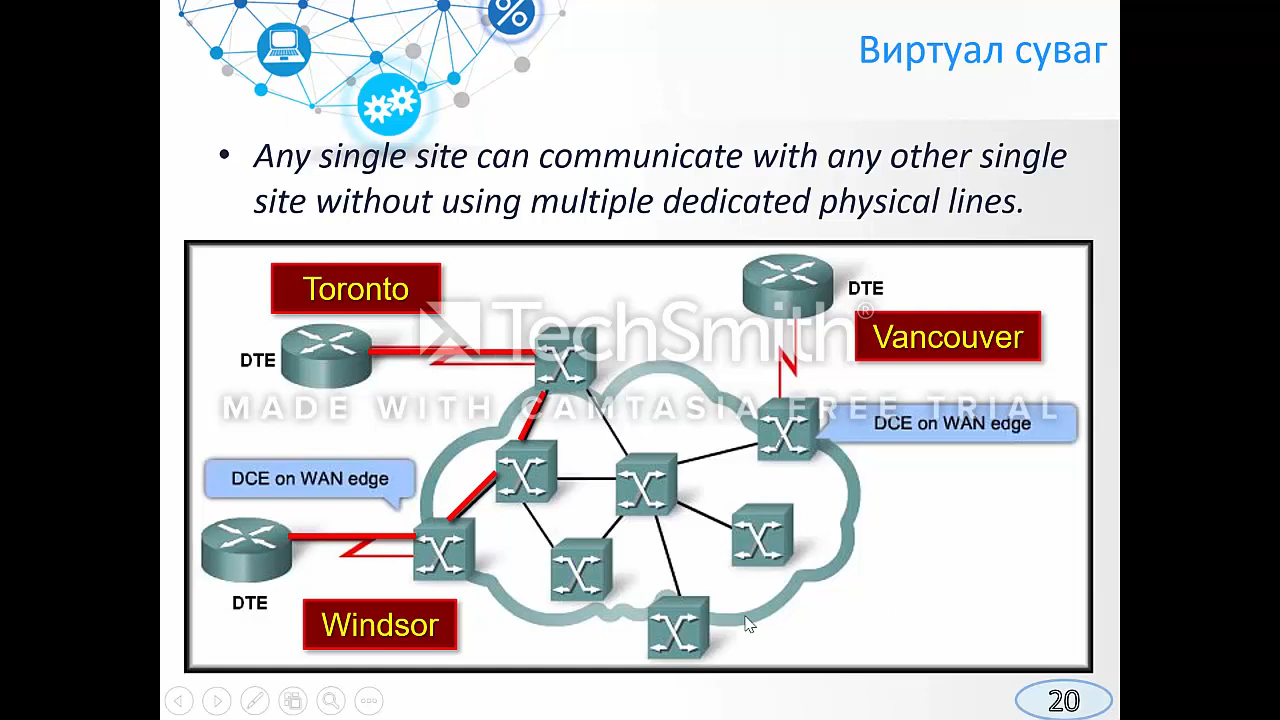 Виртуал суваг
• Any single site can communicate with any other single
site without using multiple dedicated physical lines.
Toronto
DTE
Vancouver
DTE
TechSmith®
MADE WITH CAMTASIA FREE TRIAL
DCE on WAN edge
DCE on WAN edge
DTE
Windsor
20